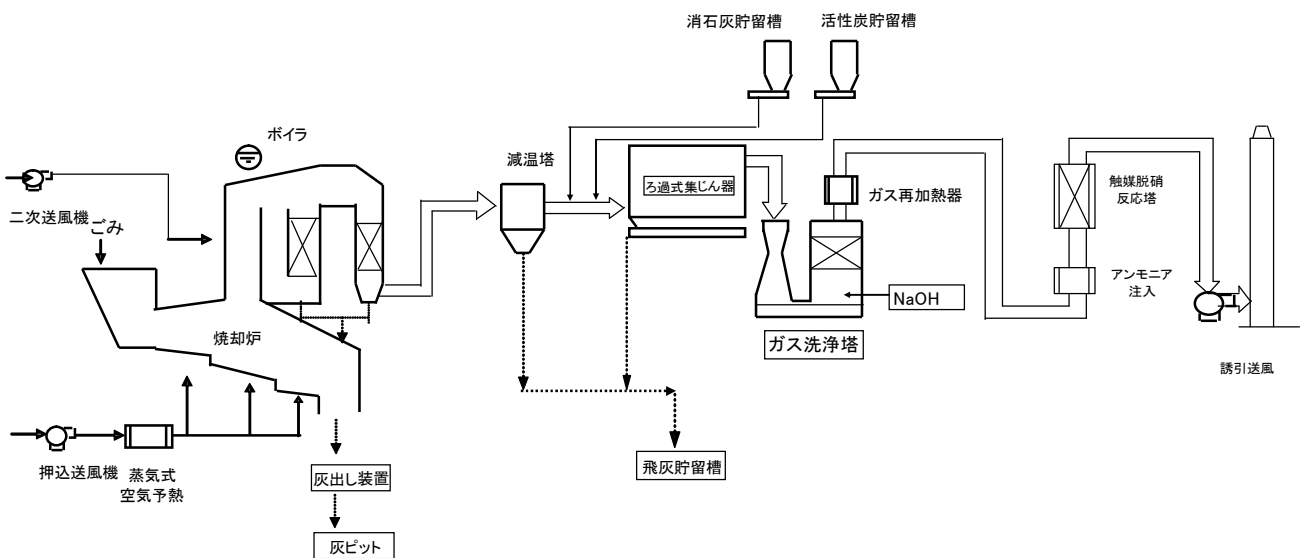 消石灰貯留槽
活性炭貯留槽
ボイラ
減温塔
二次送風機
ごみ
ろ過式集じん器
ガス再加熱器
触媒脱硝
反応塔
アンモニア
注入
NaOH
ガス洗浄塔
焼却炉
誘引送風
押込送風機
蒸気式
空気予熱
灰出し装置
飛灰貯留槽
灰ピット